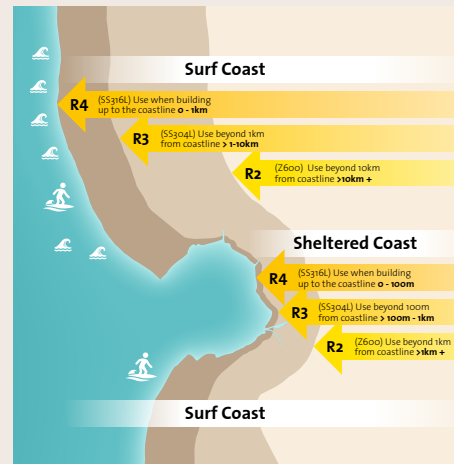 Surf Coast
R4
(SS316L) Use when building
up to the coastline 0 - 1km
R3
(SS304L) Use beyond 1km
from coastline > 1-10km
R2
(Z600) Use beyond 10km
from coastline >10km +
Sheltered Coast
R4
(SS316L) Use when building
up to the coastline 0 - 100m
R3
(SS304L) Use beyond 100m
from coastline > 100m - 1km
R2
(Z600) Use beyond 1km
from coastline >1km +
Surf Coast